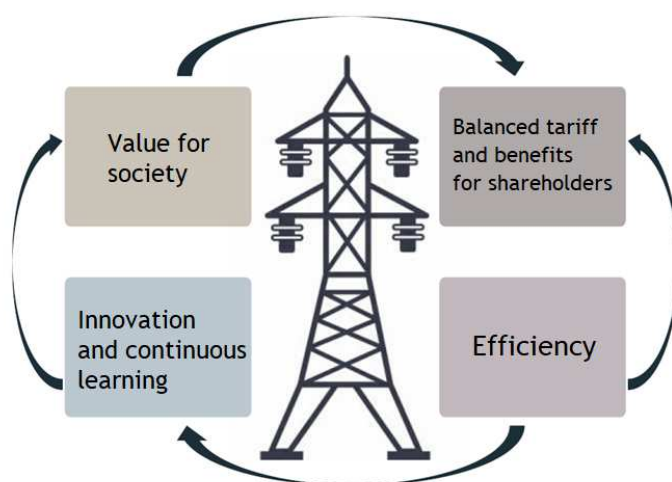 Value for
society
Balanced tariff
and benefits
for shareholders
Innovation
and continuous
learning
Efficiency